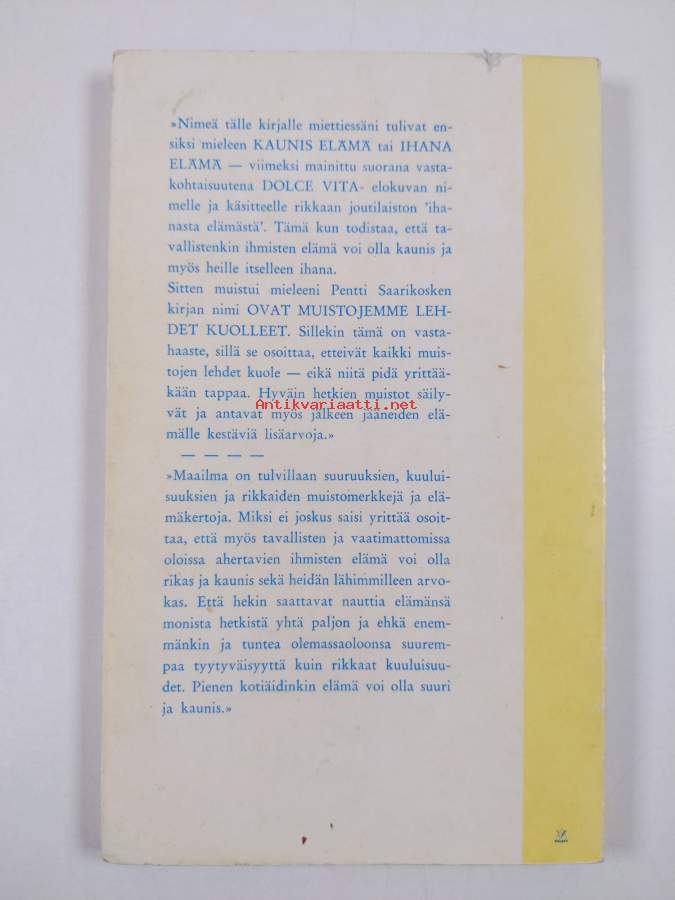 »Nimeä tälle kirjalle miettiessäni tulivat en-
siksi mieleen KAUNIS ELÄMÄ tai IHANA
ELÄMÄ — viimeksi mainittu suorana vasta-
kohtaisuutena DOLCE VITA- elokuvan ni-
melle ja käsitteelle rikkaan joutilaiston 'iha-
nasta elämästä'. Tämä kun todistaa, että ta-
vallistenkin ihmisten elämä voi olla kaunis ja
myös heille itselleen ihana.
Sitten muistui mieleeni Pentti Saarikosken
kirjan nimi OVAT MUISTOJEMME LEH-
DET KUOLLEET. Sillekin tämä on vasta-
haaste, sillä se osoittaa, etteivät kaikki muis-
tojen lehdet kuole — eikä niitä pidä yrittää-
kään tappaa. Hyväin hetkien muistot säily-
Antikvariaatti.net
vät ja antavat myös jälkeen jääneiden elä-
mälle kestäviä lisäarvoja.»
— — — —
»Maailma on tulvillaan suuruuksien, kuului-
suuksien ja rikkaiden muistomerkkejä ja elä-
mäkertoja. Miksi ei joskus saisi yrittää osoit-
taa, että myös tavallisten ja vaatimattomissa
oloissa ahertavien ihmisten elämä voi olla
rikas ja kaunis sekä heidän lähimmilleen arvo-
kas. Että hekin saattavat nauttia elämänsä
monista hetkistä yhtä paljon ja ehkä enem-
mänkin ja tuntea olemassaoloonsa suurem-
paa tyytyväisyyttä kuin rikkaat kuuluisuu-
det. Pienen kotiäidinkin elämä voi olla suuri
ja kaunis.»